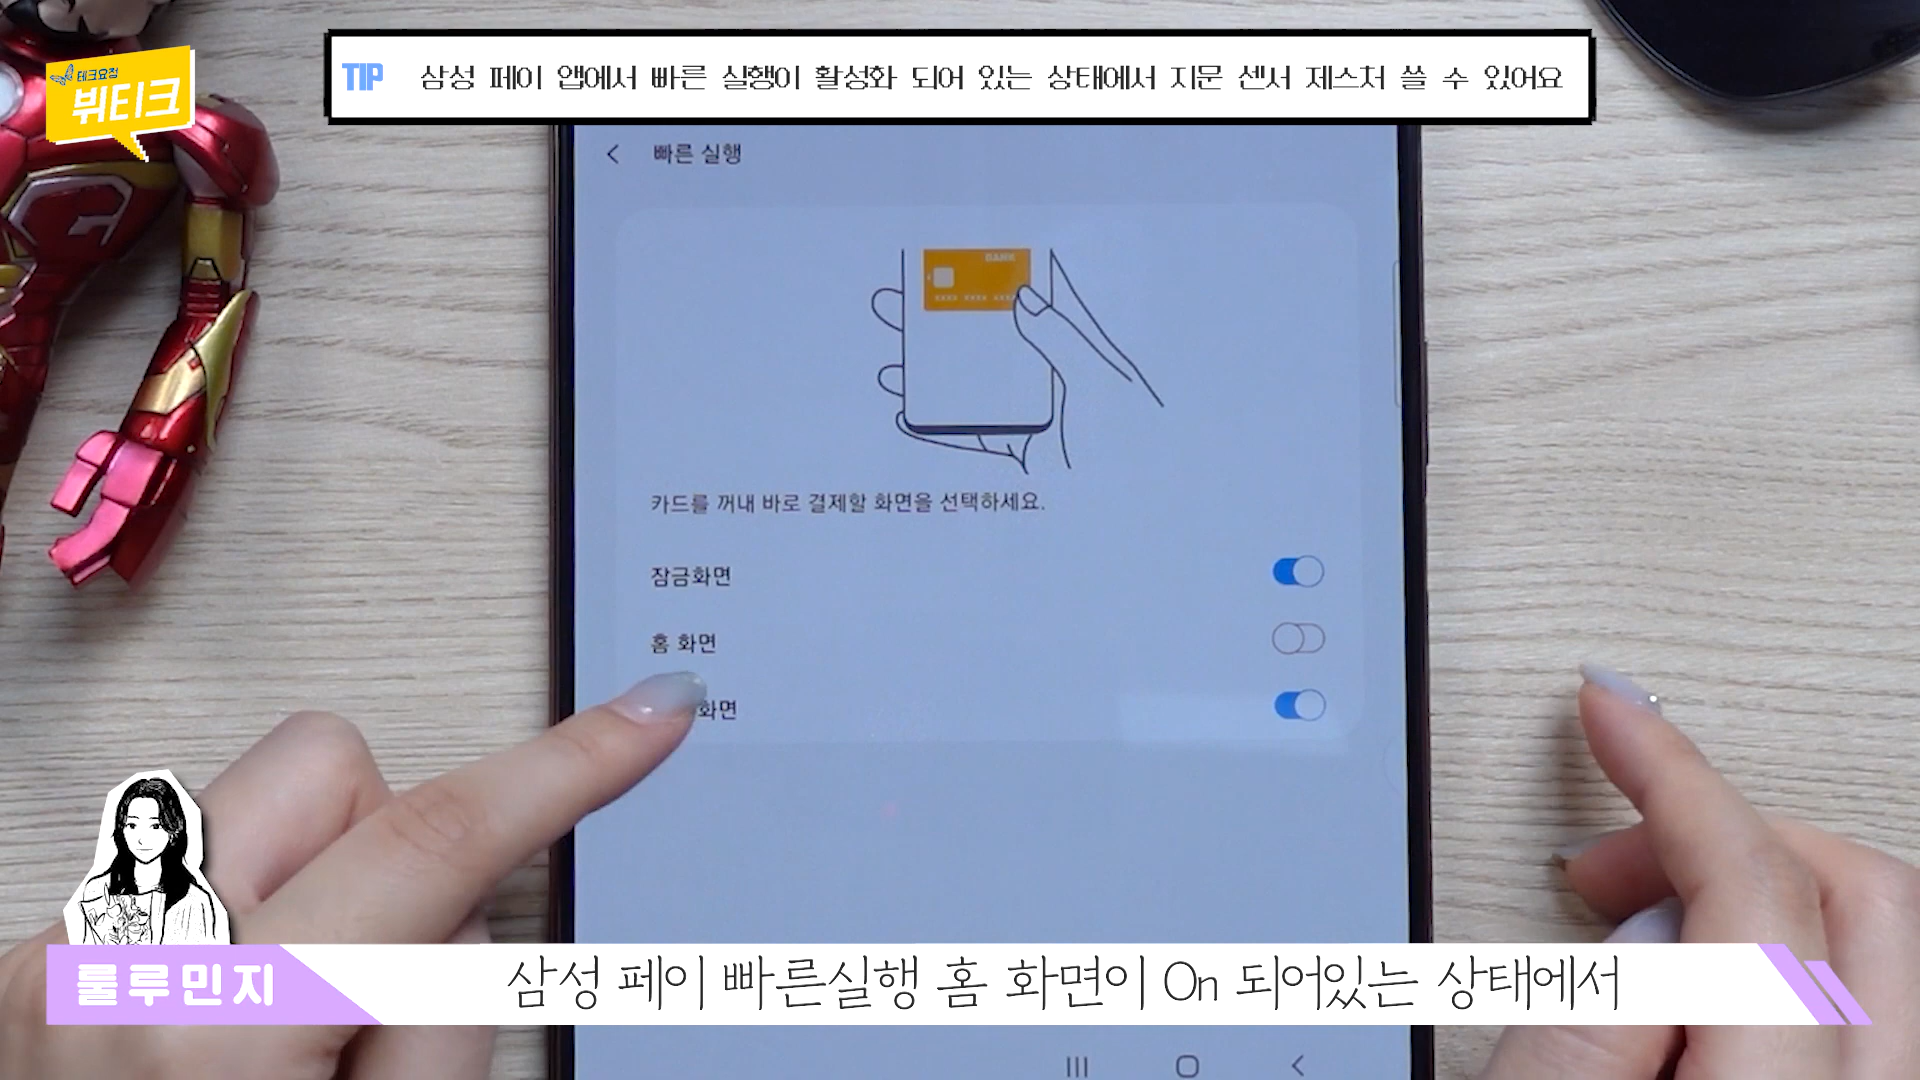 테크요정
뷔티크
TIP 삼성 페이 앱에서 빠른 실행이 활성화 되어 있는 상태에서 지문 센서 제스처 쓸 수 있어요
빠른 실행
BANK
카드를 꺼내 바로 결제할 화면을 선택하세요.
잠금화면
홈 화면
화면
룰루민지
삼성 페이 빠른실행 홈 화면이 On 되어있는 상태에서